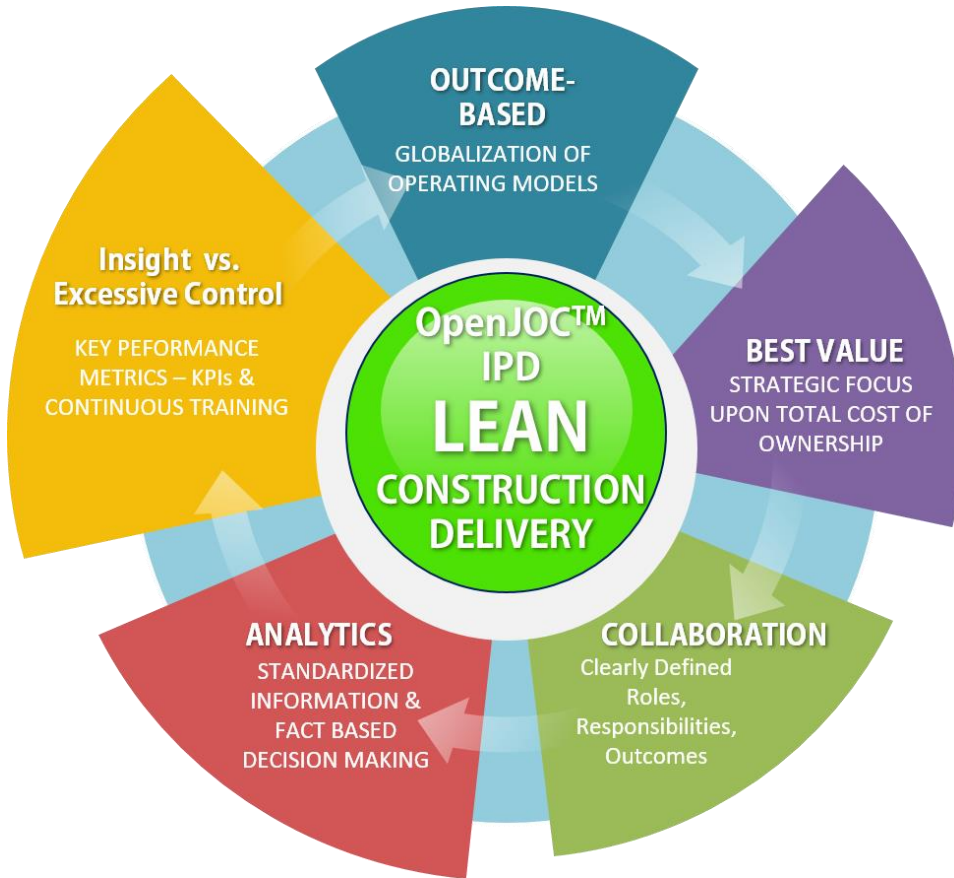 OUTCOME-
BASED
GLOBALIZATION OF
OPERATING MODELS
BEST VALUE
STRATEGIC FOCUS
UPON TOTAL COST OF
OWNERSHIP
COLLABORATION
Clearly Defined
Roles,
Responsibilities,
Outcomes
ANALYTICS
STANDARDIZED
INFORMATION &
FACT BASED
DECISION MAKING
Insight vs.
Excessive Control
KEY PEFORMANCE
METRICS – KPIs &
CONTINUOUS TRAINING
OpenJOC™
IPD
LEAN
CONSTRUCTION
DELIVERY